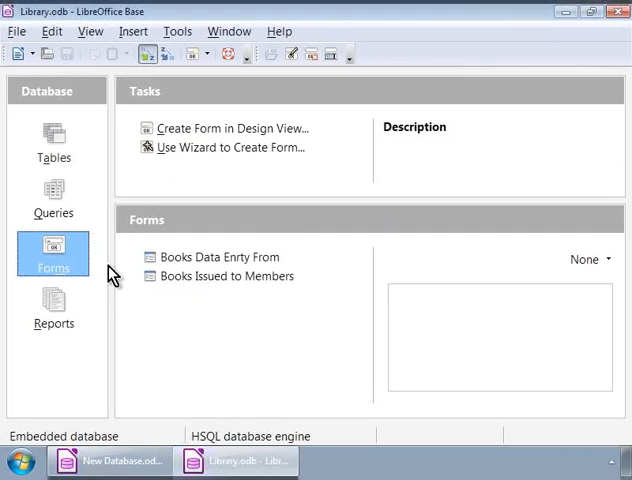 Library.odb - LibreOffice Base
File Edit View Insert Tools Window Help
Database
Tables
Queries
Forms
Reports
Tasks
Create Form in Design View...
Use Wizard to Create Form...
Description
Forms
Books Data Enrty From
Books Issued to Members
None
Embedded database
HSQL database engine
New Database.od...
Library.odb - Libr...